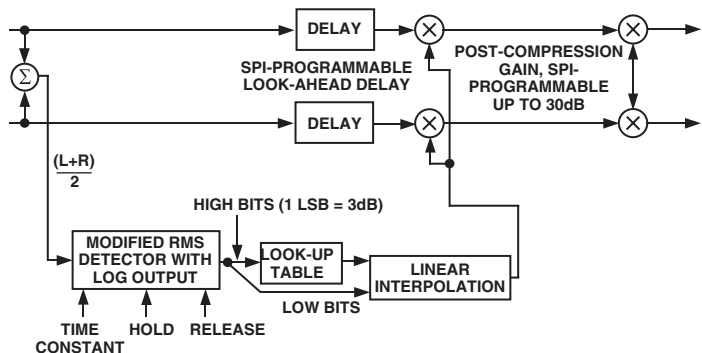 DELAY
SPI-PROGRAMMABLE
LOOK-AHEAD DELAY
POST-COMPRESSION
GAIN, SPI-
PROGRAMMABLE
UP TO 30dB
Σ
DELAY
(L+R)
2
HIGH BITS (1 LSB = 3dB)
MODIFIED RMS
DETECTOR WITH
LOG OUTPUT
LOOK-UP
TABLE
LINEAR
INTERPOLATION
LOW BITS
TIME
CONSTANT
HOLD
RELEASE